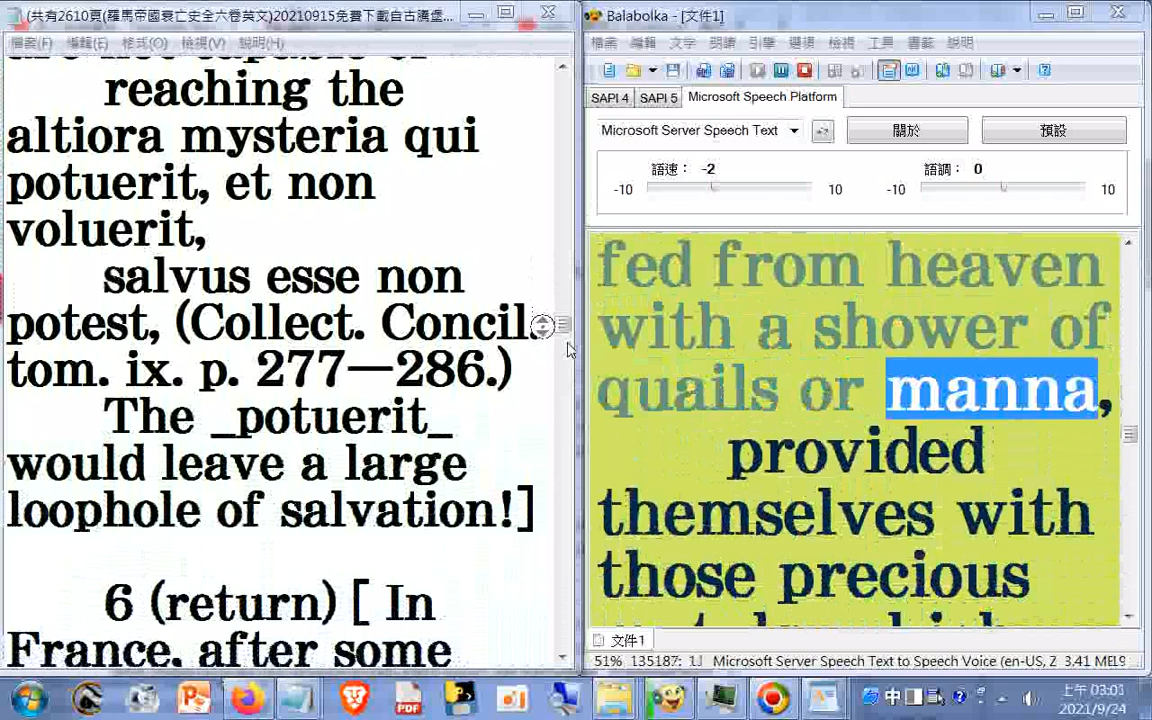 (共有2610頁(羅馬帝國衰亡史全六卷英文)20210915免費下載自古騰堡...
檔案(F) 編輯(E) 格式(O) 檢視(V) 說明(H)
reaching the
altiora mysteria qui
potuerit, et non
voluerit,
salvus esse non
potest, (Collect. Concil.
tom. ix. p. 277—286.)
The _potuerit_
would leave a large
loophole of salvation!]
6 (return) [ In
France, after some
Balabolka - [文件1]
檔案 編輯 文字 朗讀 引擎 選項 檢視 工具 書籤 說明
SAPI 4 SAPI 5 Microsoft Speech Platform
Microsoft Server Speech Text 關於 預設
語速： -2 語調： 0
-10 10 -10 10
fed from heaven
with a shower of
quails or manna,
provided
themselves with
those precious
文件1
51% 135187: 1 Microsoft Server Speech Text to Speech Voice (en-US, Z 3.41 ME
PDF
中
上午 03:01
2021/9/24